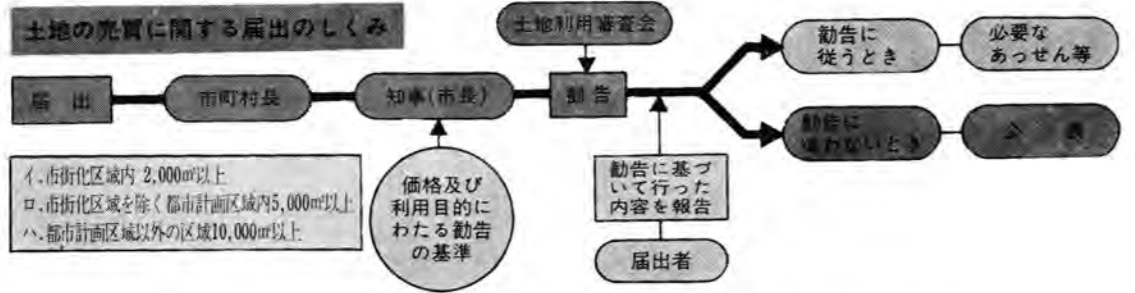 土地の売買に関する届出のしくみ
土地利用審査会
届出
市町村長
知事(市長)
勧告
勧告に
従うとき
必要な
あっせん等
勧告に
従わないとき
公表
イ.市街化区域内 2,000㎡以上
ロ.市街化区域を除く都市計画区域内5,000㎡以上
ハ.都市計画区域以外の区域10,000㎡以上
価格及び
利用目的に
わたる勧告
の基準
勧告に基づ
いて行った
内容を報告
届出者